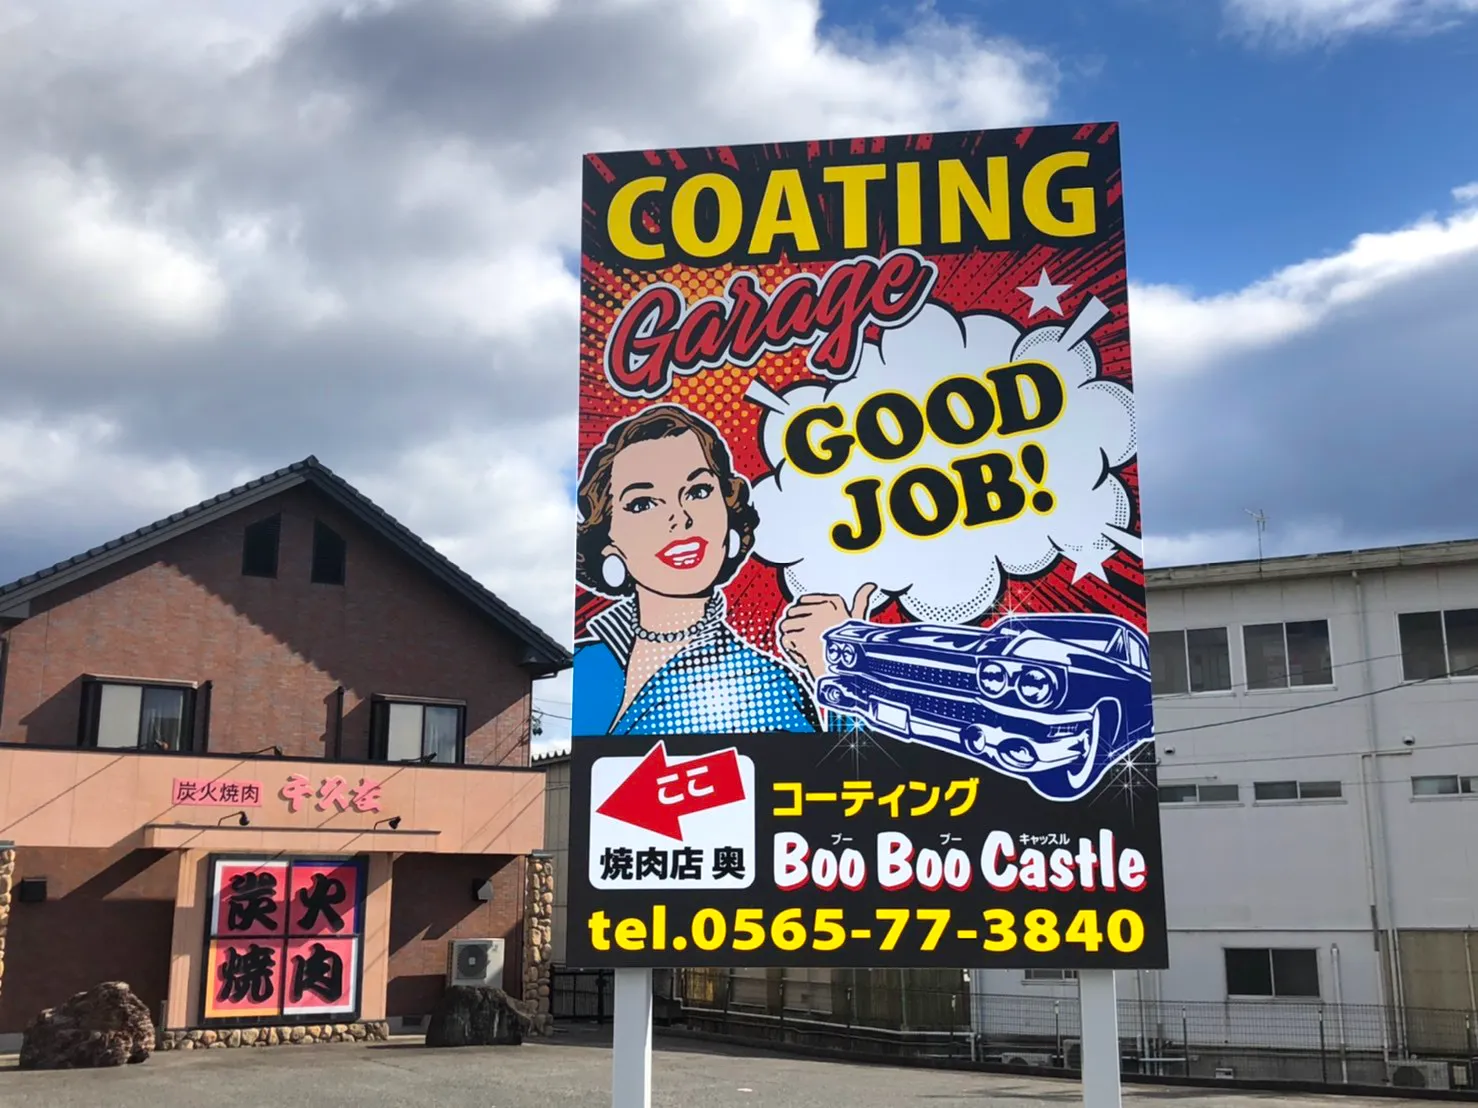 COATING
Garage
GOOD
JOB!
ここ
焼肉店 奥
コーティング
ブー ブー キャッスル
Boo Boo Castle
tel.0565-77-3840
炭火焼肉
炭火
焼肉